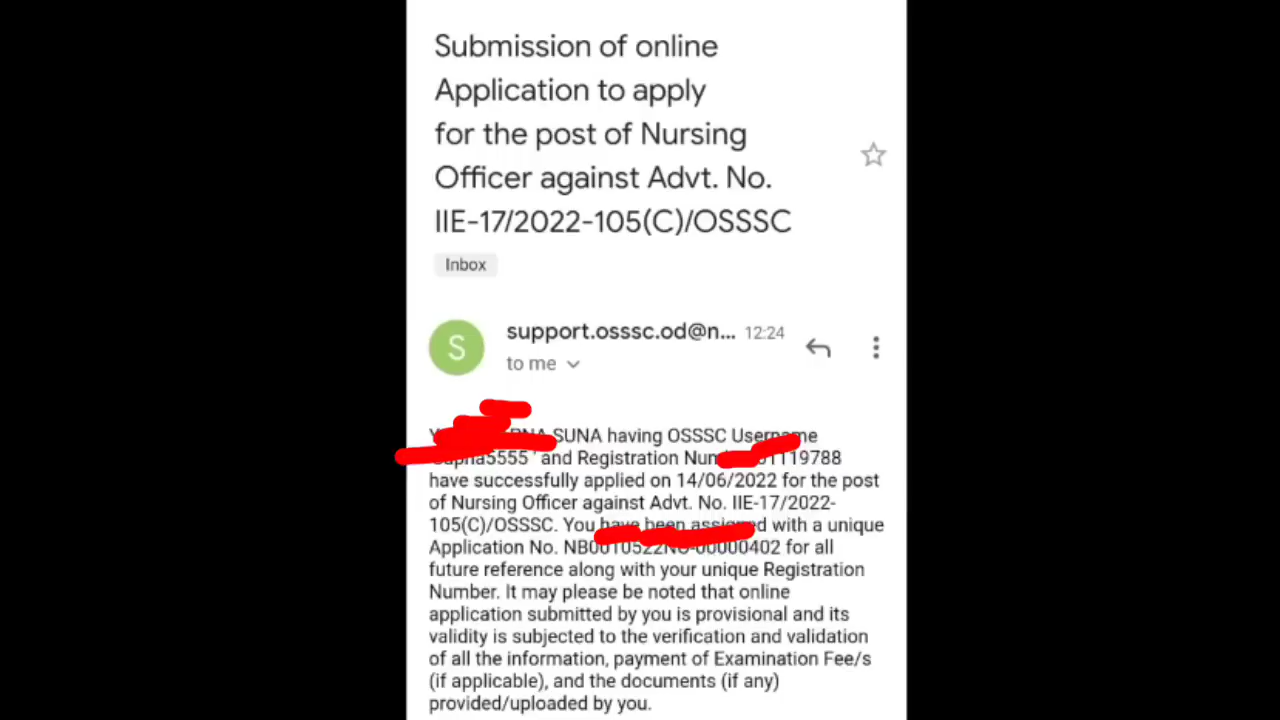 Submission of online
Application to apply
for the post of Nursing
Officer against Advt. No.
IIE-17/2022-105(C)/OSSSC
Inbox
S
support.osssc.od@n... 12:24
to me
SUNA having OSSSC Username
and Registration
have successfully applied on 14/06/2022 for the post
of Nursing Officer against Advt. No. IIE-17/2022-
105(C)/OSSSC. You have been assigned with a unique
Application No. for all
future reference along with your unique Registration
Number. It may please be noted that online
application submitted by you is provisional and its
validity is subjected to the verification and validation
of all the information, payment of Examination Fee/s
(if applicable), and the documents (if any)
provided/uploaded by you.